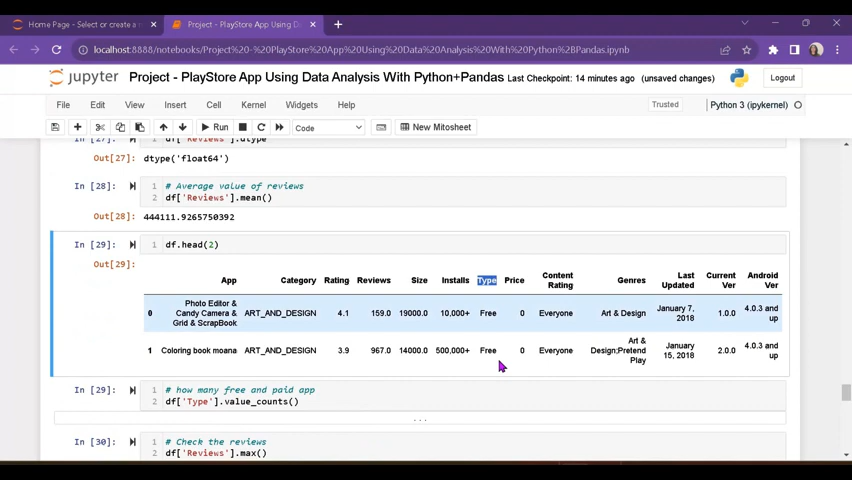 Home Page - Select or create a n
Project - PlayStore App Using Da
localhost:8888/notebooks/Project%20-%20PlayStore%20App%20Using%20Data%20Analysis%20With%20Python%2BPandas.ipynb
jupyter Project - PlayStore App Using Data Analysis With Python+Pandas Last Checkpoint: 14 minutes ago (unsaved changes) Logout
File Edit View Insert Cell Kernel Widgets Help Trusted Python 3 (ipykernel)
Run Code New Mitosheet
In [27] df['Reviews'].dtype
Out[27] dtype('float64')
In [28] 1 # Average value of reviews
2 df['Reviews'].mean()
Out[28] 444111.9265750392
In [29] 1 df.head(2)
Out[29]
App Category Rating Reviews Size Installs Type Price Content Rating Genres Last Updated Current Ver Android Ver
0 Photo Editor & Candy Camera & Grid & ScrapBook ART_AND_DESIGN 4.1 159.0 19000.0 10,000+ Free 0 Everyone Art & Design January 7, 2018 1.0.0 4.0.3 and up
1 Coloring book moana ART_AND_DESIGN 3.9 967.0 14000.0 500,000+ Free 0 Everyone Art & Design;Pretend Play January 15, 2018 2.0.0 4.0.3 and up
In [29]: 1 # how many free and paid app
2 df['Type'].value_counts()
...
In [30] 1 # Check the reviews
2 df['Reviews'].max()